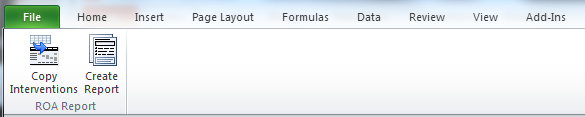 File Home Insert Page Layout Formulas Data Review View Add-Ins
Copy Create
Interventions Report
ROA Report